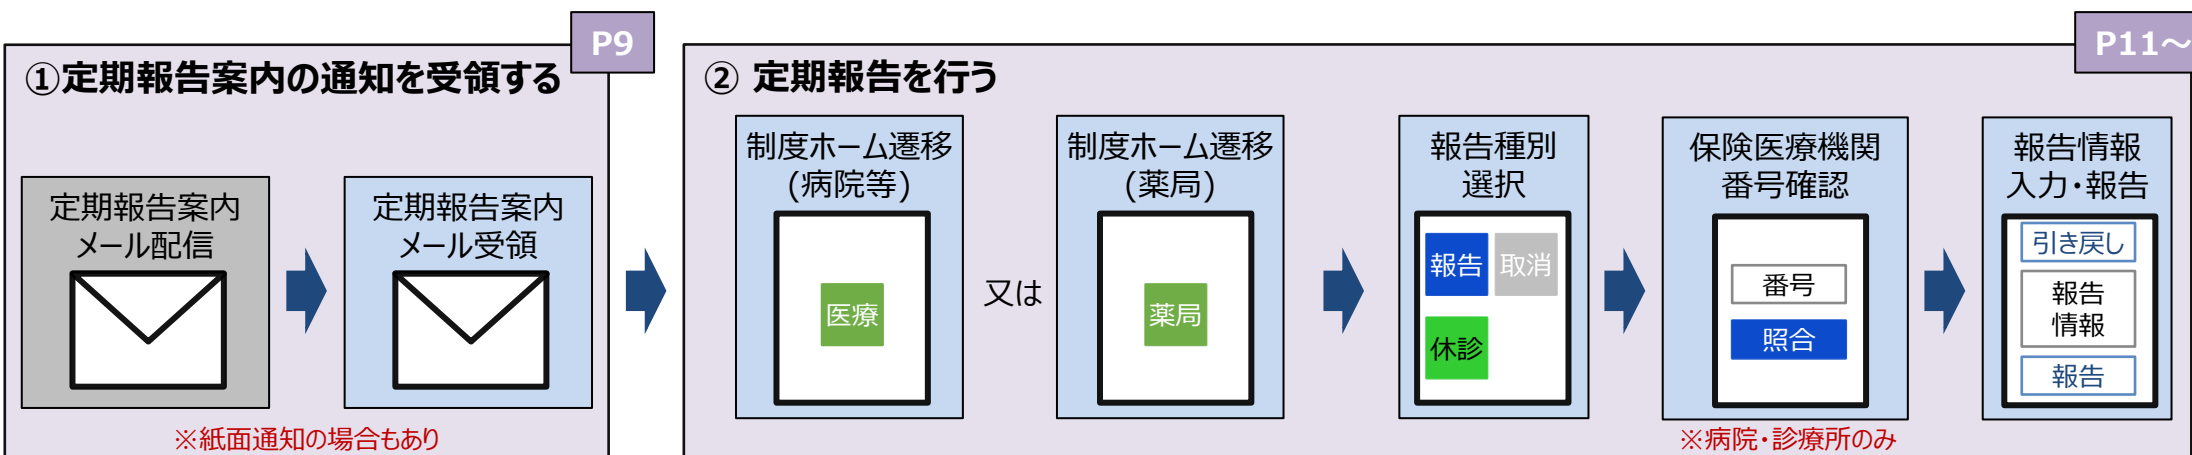 P9
①定期報告案内の通知を受領する
定期報告案内
メール配信
定期報告案内
メール受領
※紙面通知の場合もあり
P11～
② 定期報告を行う
制度ホーム遷移
(病院等)
医療
又は
制度ホーム遷移
(薬局)
薬局
報告種別
選択
報告
取消
休診
保険医療機関
番号確認
番号
照合
※病院・診療所のみ
報告情報
入力・報告
引き戻し
報告
情報
報告